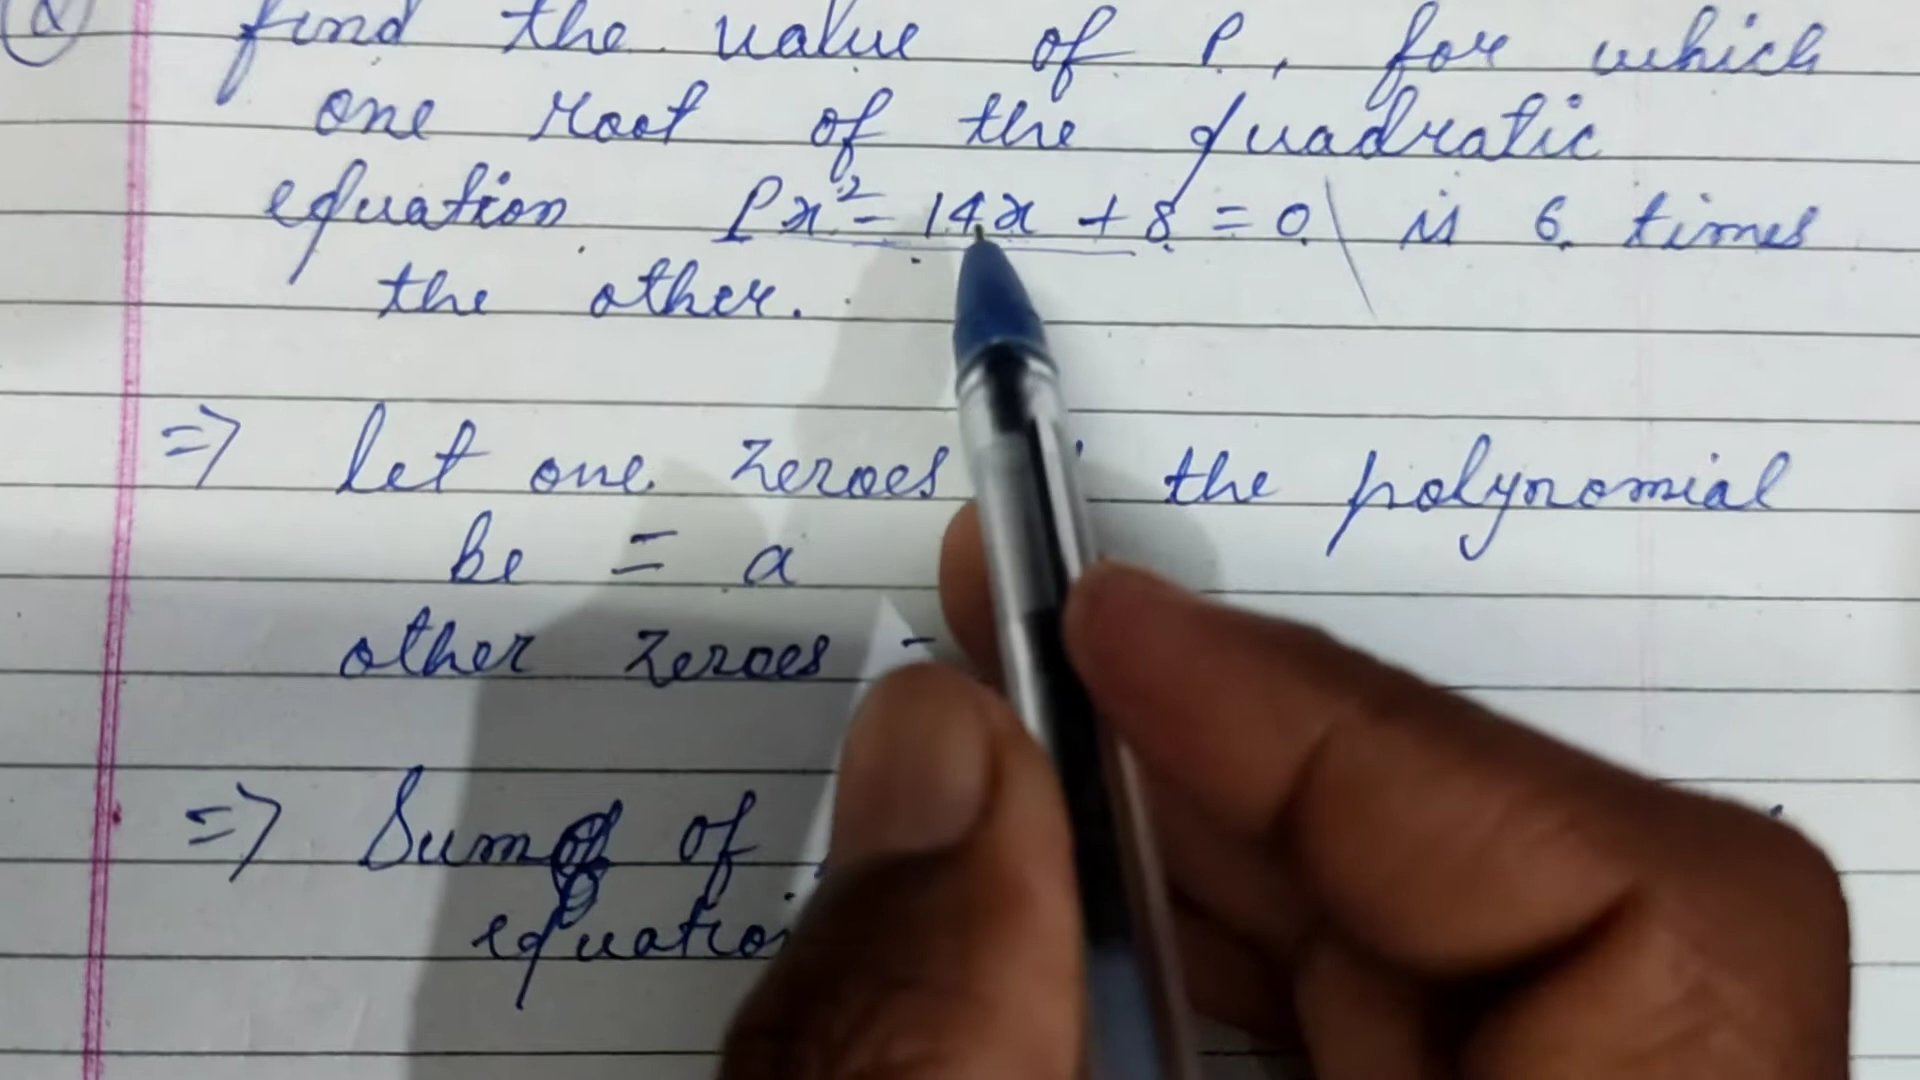 Q
find the value of P, for which
one root of the quadratic
equation Px²- 14x + 8 = 0 is 6 times
the other.
=> let one zeroes the polynomial
be = a
other zeroes
=> Sum of